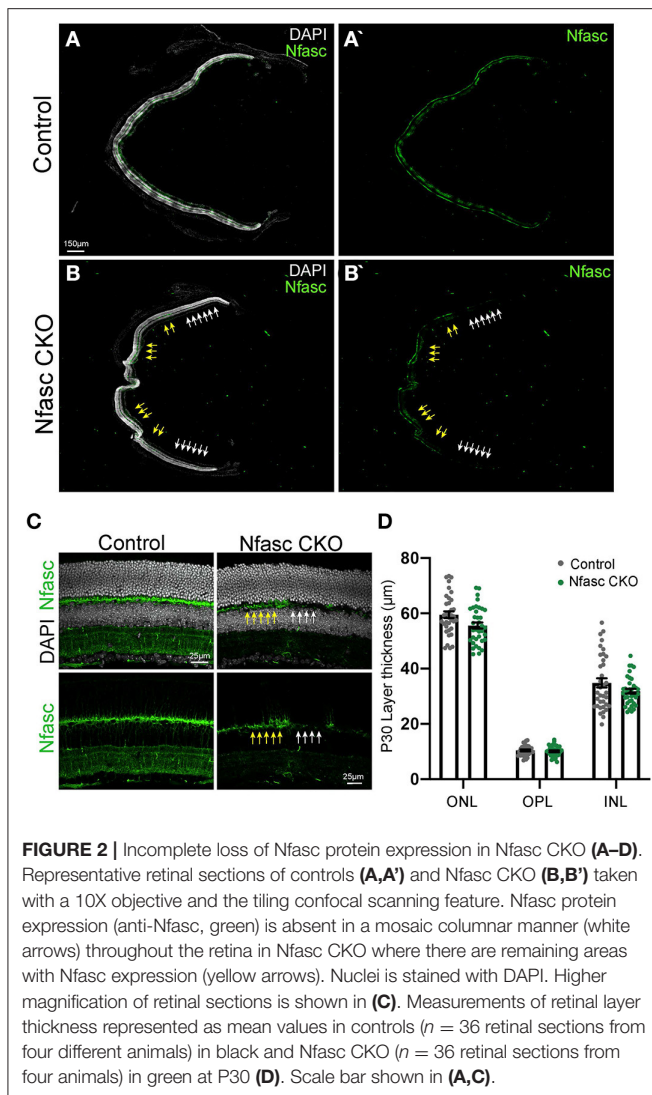 A
DAPI
Nfasc
A`
Nfasc
Control
150µm
B
DAPI
Nfasc
B`
Nfasc
Nfasc CKO
C
Control
Nfasc CKO
DAPI Nfasc
25µm
Nfasc
25µm
D
P30 Layer thickness (µm)
80
60
40
20
0
Control
Nfasc CKO
ONL
OPL
INL
FIGURE 2 | Incomplete loss of Nfasc protein expression in Nfasc CKO (A–D).
Representative retinal sections of controls (A,A’) and Nfasc CKO (B,B’) taken
with a 10X objective and the tiling confocal scanning feature. Nfasc protein
expression (anti-Nfasc, green) is absent in a mosaic columnar manner (white
arrows) throughout the retina in Nfasc CKO where there are remaining areas
with Nfasc expression (yellow arrows). Nuclei is stained with DAPI. Higher
magnification of retinal sections is shown in (C). Measurements of retinal layer
thickness represented as mean values in controls (n = 36 retinal sections from
four different animals) in black and Nfasc CKO (n = 36 retinal sections from
four animals) in green at P30 (D). Scale bar shown in (A,C).